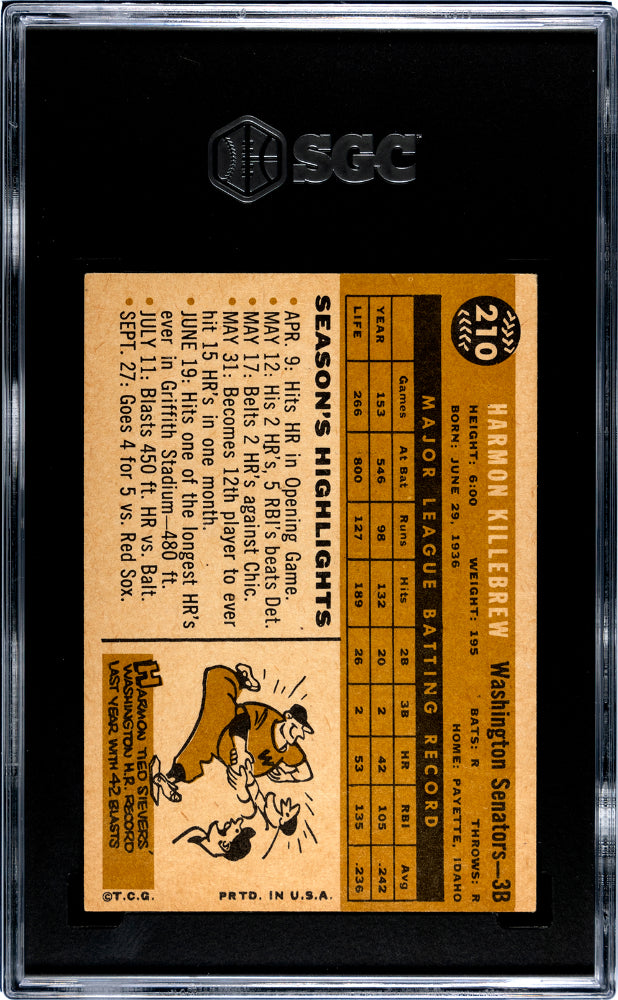 SGC
210
HARMON KILLEBREW Washington Senators—3B
HEIGHT: 6:00 WEIGHT: 195 BATS: R THROWS: R
BORN: JUNE 29, 1936 HOME: PAYETTE, IDAHO
MAJOR LEAGUE BATTING RECORD
Games At Bat Runs Hits 2B 3B HR RBI Avg
YEAR 153 546 98 132 20 2 42 105 .242
LIFE 266 800 127 189 26 2 53 135 .236
SEASON'S HIGHLIGHTS
• APR. 9: Hits HR in Opening Game.
• MAY 12: His 2 HR's, 5 RBI's beats Det.
• MAY 17: Belts 2 HR's against Chic.
• MAY 31: Becomes 12th player to ever
hit 15 HR's in one month.
• JUNE 19: Hits one of the longest HR's
ever in Griffith Stadium—480 ft.
• JULY 11: Blasts 450 ft. HR vs. Balt.
• SEPT. 27: Goes 4 for 5 vs. Red Sox.
W
HARMON TIED SIEVERS'
WASHINGTON H.R. RECORD
LAST YEAR WITH 42 BLASTS
©T.C.G. PRTD. IN U.S.A.